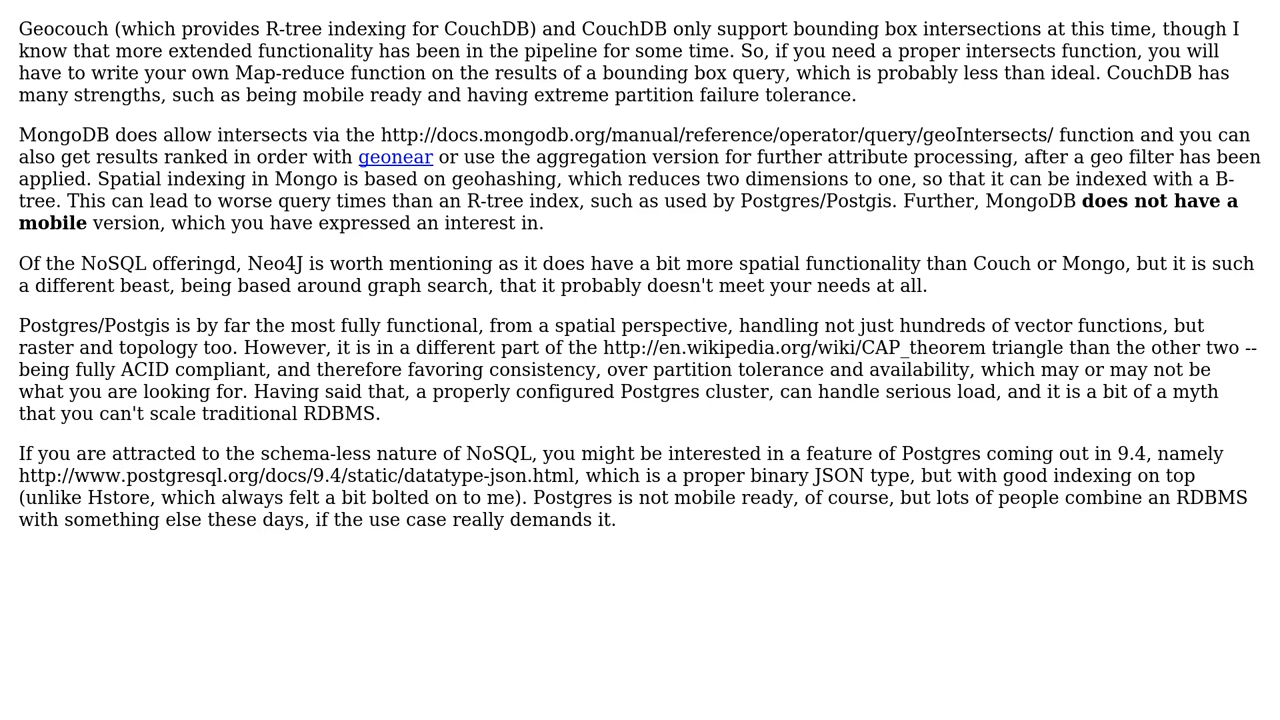 Geocouch (which provides R-tree indexing for CouchDB) and CouchDB only support bounding box intersections at this time, though I
know that more extended functionality has been in the pipeline for some time. So, if you need a proper intersects function, you will
have to write your own Map-reduce function on the results of a bounding box query, which is probably less than ideal. CouchDB has
many strengths, such as being mobile ready and having extreme partition failure tolerance.
MongoDB does allow intersects via the http://docs.mongodb.org/manual/reference/operator/query/geoIntersects/ function and you can
also get results ranked in order with geonear or use the aggregation version for further attribute processing, after a geo filter has been
applied. Spatial indexing in Mongo is based on geohashing, which reduces two dimensions to one, so that it can be indexed with a B-
tree. This can lead to worse query times than an R-tree index, such as used by Postgres/Postgis. Further, MongoDB does not have a
mobile version, which you have expressed an interest in.
Of the NoSQL offeringd, Neo4J is worth mentioning as it does have a bit more spatial functionality than Couch or Mongo, but it is such
a different beast, being based around graph search, that it probably doesn't meet your needs at all.
Postgres/Postgis is by far the most fully functional, from a spatial perspective, handling not just hundreds of vector functions, but
raster and topology too. However, it is in a different part of the http://en.wikipedia.org/wiki/CAP_theorem triangle than the other two --
being fully ACID compliant, and therefore favoring consistency, over partition tolerance and availability, which may or may not be
what you are looking for. Having said that, a properly configured Postgres cluster, can handle serious load, and it is a bit of a myth
that you can't scale traditional RDBMS.
If you are attracted to the schema-less nature of NoSQL, you might be interested in a feature of Postgres coming out in 9.4, namely
http://www.postgresql.org/docs/9.4/static/datatype-json.html, which is a proper binary JSON type, but with good indexing on top
(unlike Hstore, which always felt a bit bolted on to me). Postgres is not mobile ready, of course, but lots of people combine an RDBMS
with something else these days, if the use case really demands it.